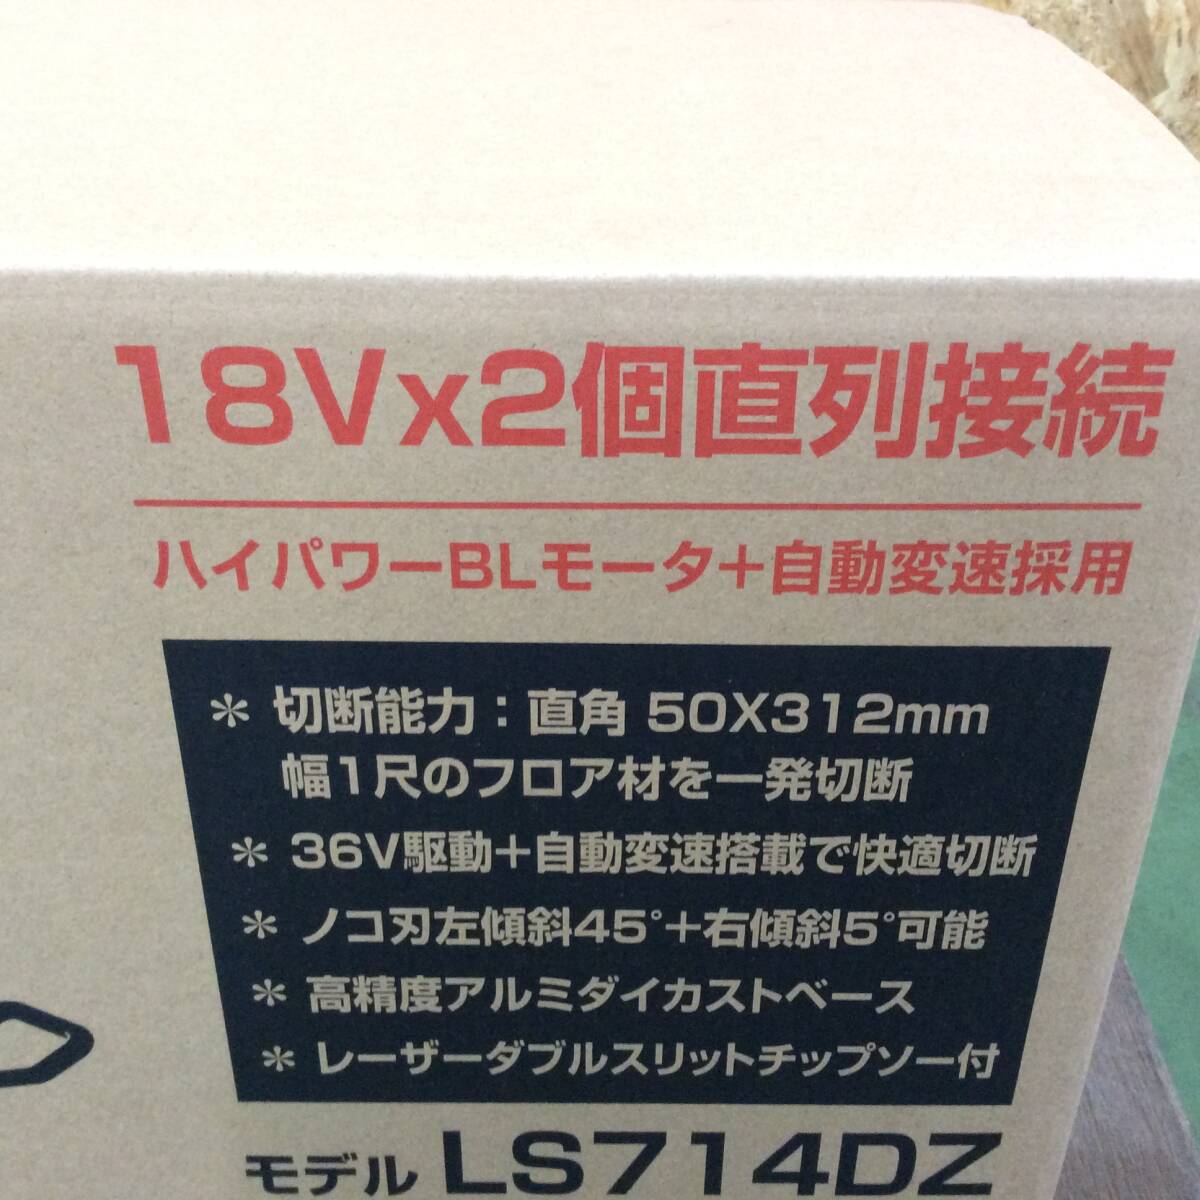 18Vx2個直列接続
ハイパワーBLモータ+自動変速採用
* 切断能力：直角 50X312mm
幅1尺のフロア材を一発切断
* 36V駆動+自動変速搭載で快適切断
* ノコ刃左傾斜45°+右傾斜5°可能
* 高精度アルミダイカストベース
* レーザーダブルスリットチップソー付
モデル LS714DZ